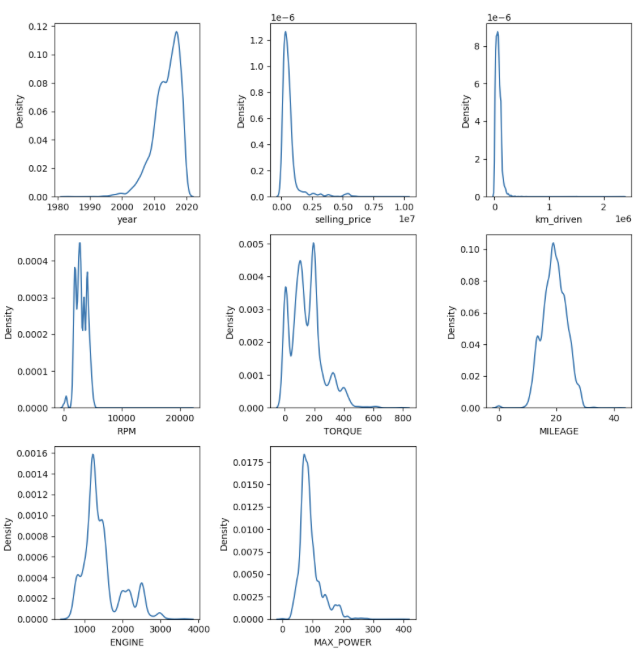 1e−6
1e−6
0.12
0.10
0.08
0.06
0.04
0.02
0.00
Density
1980 1990 2000 2010 2020
year
1.2
1.0
0.8
0.6
0.4
0.2
0.0
Density
0.00 0.25 0.50 0.75 1.00
selling_price 1e7
8
6
4
2
0
Density
0 1 2
km_driven 1e6
0.0004
0.0003
0.0002
0.0001
0.0000
Density
0 10000 20000
RPM
0.005
0.004
0.003
0.002
0.001
0.000
Density
0 200 400 600 800
TORQUE
0.10
0.08
0.06
0.04
0.02
0.00
Density
0 20 40
MILEAGE
0.0016
0.0014
0.0012
0.0010
0.0008
0.0006
0.0004
0.0002
0.0000
Density
1000 2000 3000 4000
ENGINE
0.0175
0.0150
0.0125
0.0100
0.0075
0.0050
0.0025
0.0000
Density
0 100 200 300 400
MAX_POWER